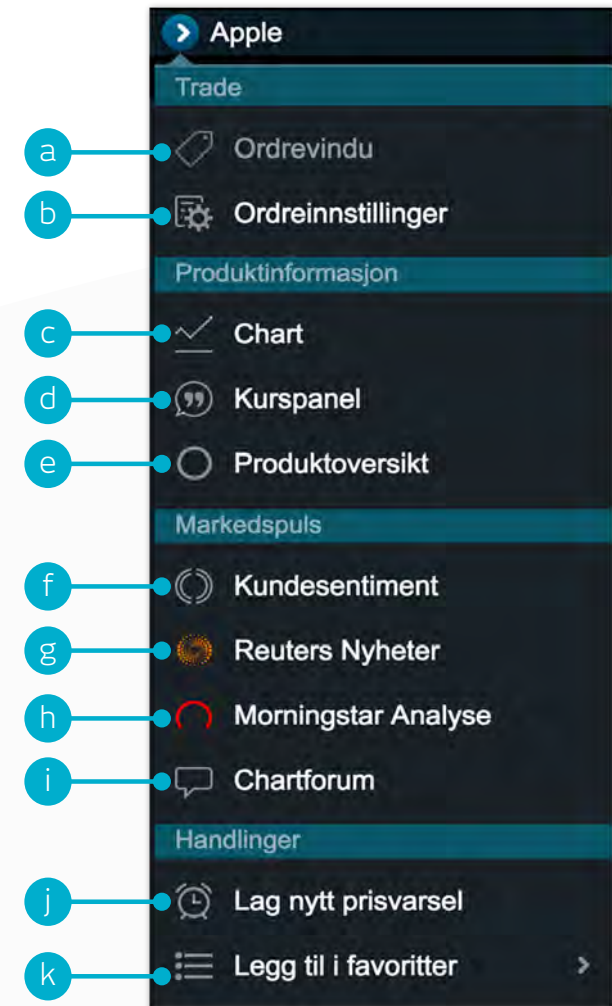 Apple
Trade
a Ordrevindu
b Ordreinnstillinger
Produktinformasjon
c Chart
d Kurspanel
e Produktoversikt
Markedspuls
f Kundesentiment
g Reuters Nyheter
h Morningstar Analyse
i Chartforum
Handlinger
j Lag nytt prisvarsel
k Legg til i favoritter